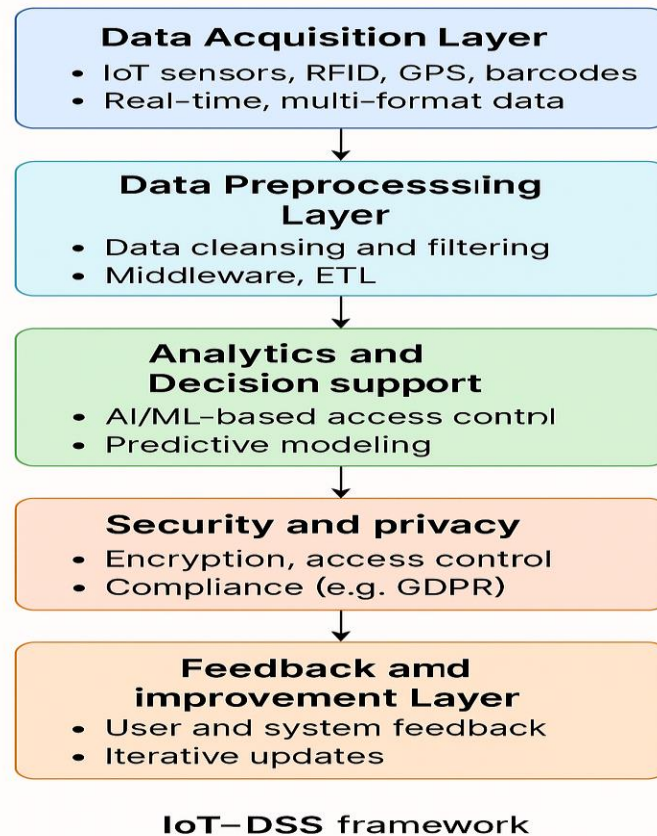 Data Acquisition Layer
• IoT sensors, RFID, GPS, barcodes
• Real-time, multi-format data
Data Preprocesssıing
Layer
• Data cleansing and filtering
• Middleware, ETL
Analytics and
Decision support
• AI/ML-based access contnl
• Predictive modeling
Security and privacy
• Encryption, access control
• Compliance (e.g. GDPR)
Feedback amd
improvement Layer
• User and system feedback
• Iterative updates
IoT-DSS framework